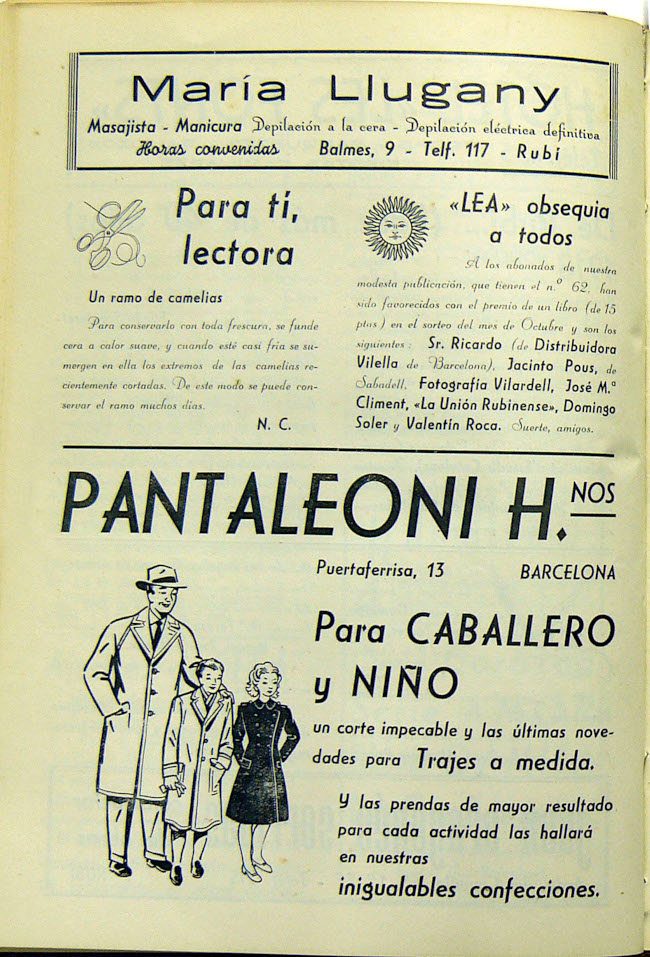 María Llugany
Masajista - Manicura Depilación a la cera - Depilación eléctrica definitiva
Horas convenidas Balmes, 9 - Telf. 117 - Rubí
Para tí,
lectora
Un ramo de camelias
Para conservarlo con toda frescura, se funde
cera a calor suave, y cuando esté casi fría se su-
mergen en ella los extremos de las camelias re-
cientemente cortadas. De este modo se puede con-
servar el ramo muchos días.
N. C.
«LEA» obsequia
a todos
A los abonados de nuestra
modesta publicación, que tienen el n.º 62, han
sido favorecidos con el premio de un libro (de 15
ptas) en el sorteo del mes de Octubre y son los
siguientes: Sr. Ricardo (de Distribuidora
Vilella de Barcelona), Jacinto Pous, de
Sabadell, Fotografía Vilardell, José M.ª
Climent, «La Unión Rubinense», Domingo
Soler y Valentín Roca. Suerte, amigos.
PANTALEONI H.NOS
Puertaferrisa, 13 BARCELONA
Para CABALLERO
y NIÑO
un corte impecable y las últimas nove-
dades para Trajes a medida.
Y las prendas de mayor resultado
para cada actividad las hallará
en nuestras
inigualables confecciones.